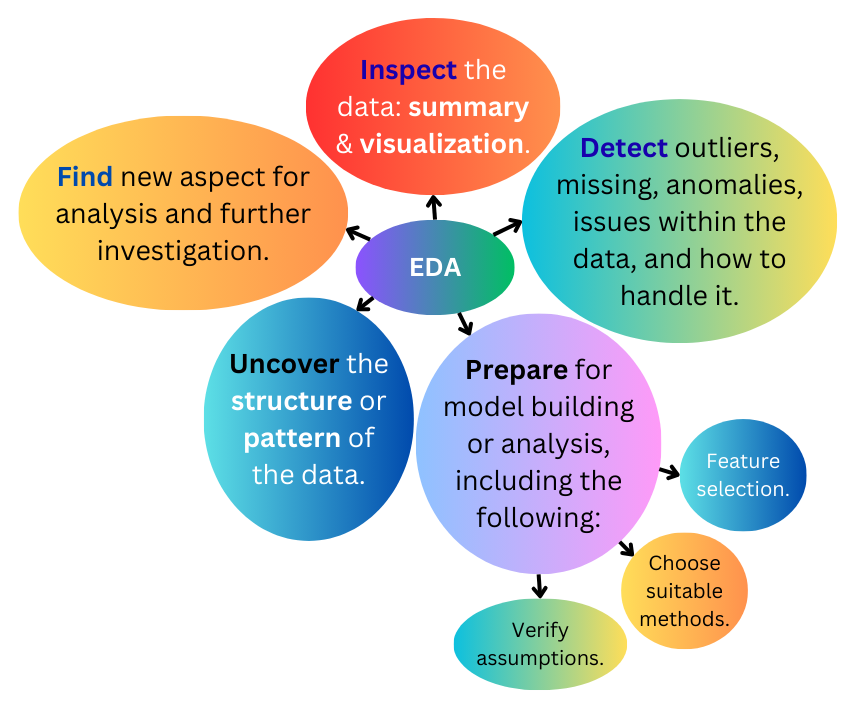 Inspect the
data: summary
& visualization.
Find new aspect for
analysis and further
investigation.
Detect outliers,
missing, anomalies,
issues within the
data, and how to
handle it.
EDA
Uncover the
structure or
pattern of
the data.
Prepare for
model building
or analysis,
including the
following:
Feature
selection.
Choose
suitable
methods.
Verify
assumptions.